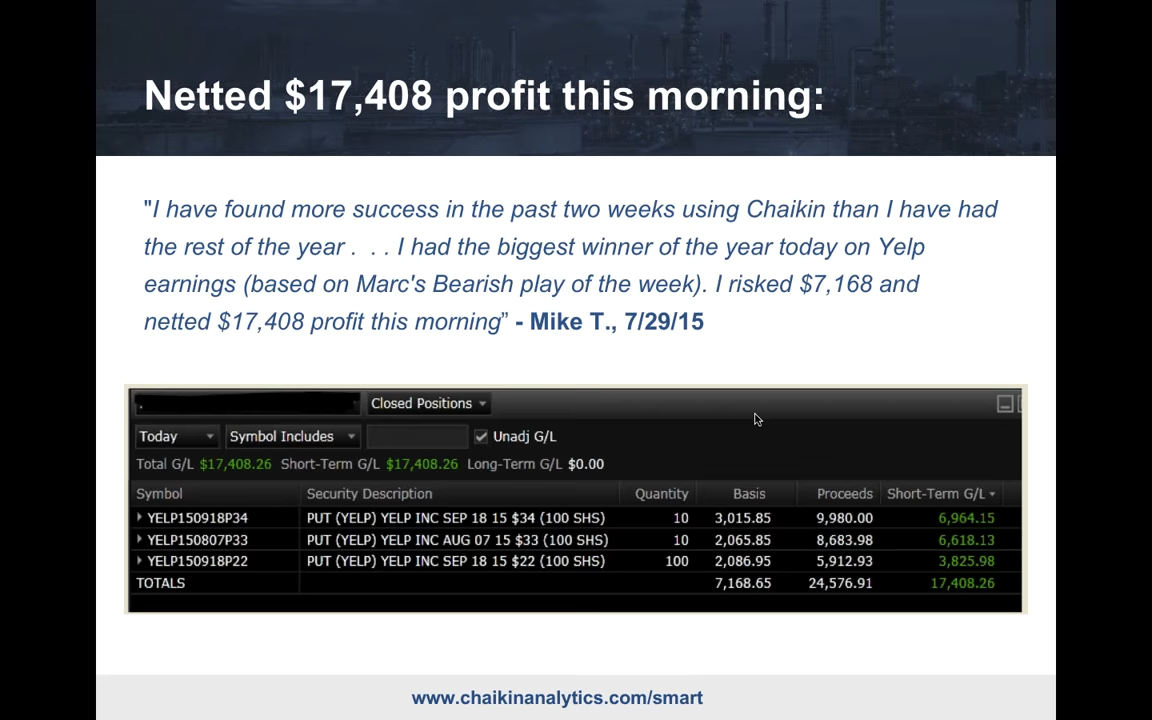 Netted $17,408 profit this morning:
"I have found more success in the past two weeks using Chaikin than I have had
the rest of the year . . . I had the biggest winner of the year today on Yelp
earnings (based on Marc's Bearish play of the week). I risked $7,168 and
netted $17,408 profit this morning” - Mike T., 7/29/15
Closed Positions
Today Symbol Includes Unadj G/L
Total G/L $17,408.26 Short-Term G/L $17,408.26 Long-Term G/L $0.00
Symbol Security Description Quantity Basis Proceeds Short-Term G/L
YELP150918P34 PUT (YELP) YELP INC SEP 18 15 $34 (100 SHS) 10 3,015.85 9,980.00 6,964.15
YELP150807P33 PUT (YELP) YELP INC AUG 07 15 $33 (100 SHS) 10 2,065.85 8,683.98 6,618.13
YELP150918P22 PUT (YELP) YELP INC SEP 18 15 $22 (100 SHS) 100 2,086.95 5,912.93 3,825.98
TOTALS 7,168.65 24,576.91 17,408.26
www.chaikinanalytics.com/smart